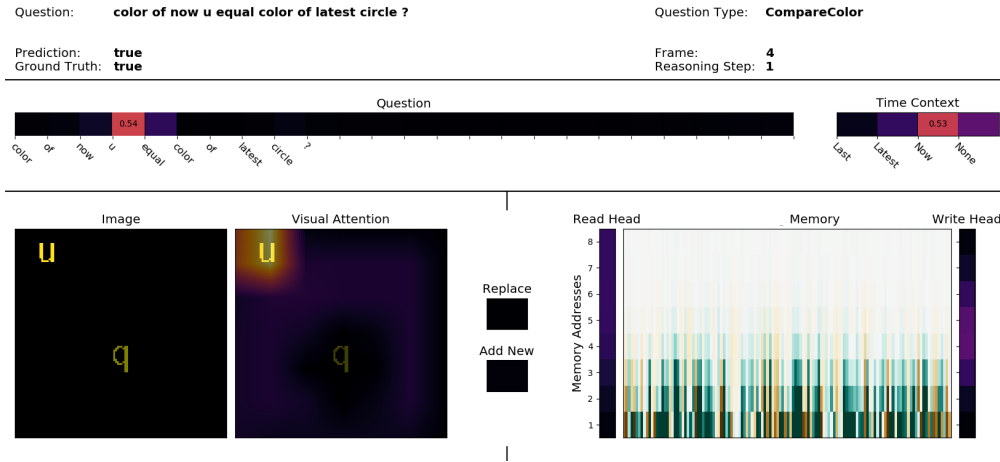 Question: color of now u equal color of latest circle ? Question Type: CompareColor
Prediction: true Frame: 4
Ground Truth: true Reasoning Step: 1
Question Time Context
0.54 0.53
color of now u equal color of latest circle ? Last Latest Now None
Image Visual Attention Read Head Memory Write Head
u u
q q
Replace
Add New
Memory Addresses
8
7
6
5
4
3
2
1